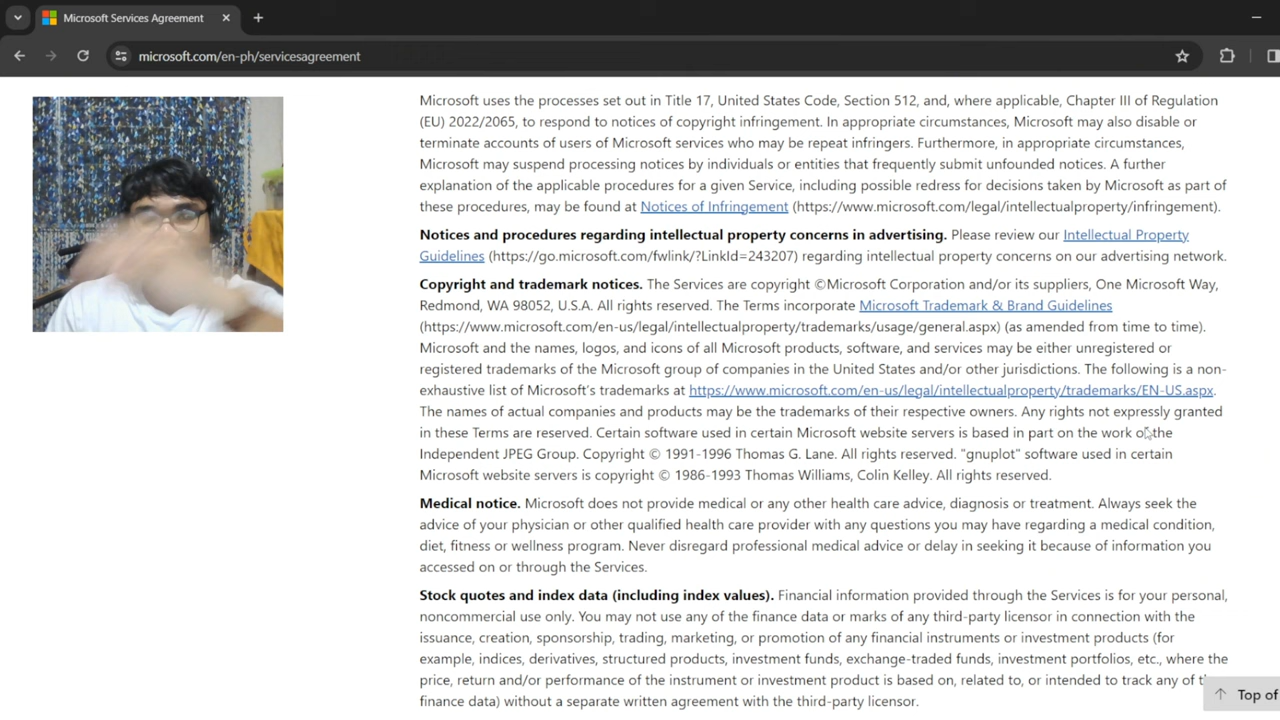 Microsoft Services Agreement
microsoft.com/en-ph/servicesagreement
Microsoft uses the processes set out in Title 17, United States Code, Section 512, and, where applicable, Chapter III of Regulation
(EU) 2022/2065, to respond to notices of copyright infringement. In appropriate circumstances, Microsoft may also disable or
terminate accounts of users of Microsoft services who may be repeat infringers. Furthermore, in appropriate circumstances,
Microsoft may suspend processing notices by individuals or entities that frequently submit unfounded notices. A further
explanation of the applicable procedures for a given Service, including possible redress for decisions taken by Microsoft as part of
these procedures, may be found at Notices of Infringement (https://www.microsoft.com/legal/intellectualproperty/infringement).
Notices and procedures regarding intellectual property concerns in advertising. Please review our Intellectual Property
Guidelines (https://go.microsoft.com/fwlink/?LinkId=243207) regarding intellectual property concerns on our advertising network.
Copyright and trademark notices. The Services are copyright ©Microsoft Corporation and/or its suppliers, One Microsoft Way,
Redmond, WA 98052, U.S.A. All rights reserved. The Terms incorporate Microsoft Trademark & Brand Guidelines
(https://www.microsoft.com/en-us/legal/intellectualproperty/trademarks/usage/general.aspx) (as amended from time to time).
Microsoft and the names, logos, and icons of all Microsoft products, software, and services may be either unregistered or
registered trademarks of the Microsoft group of companies in the United States and/or other jurisdictions. The following is a non-
exhaustive list of Microsoft's trademarks at https://www.microsoft.com/en-us/legal/intellectualproperty/trademarks/EN-US.aspx.
The names of actual companies and products may be the trademarks of their respective owners. Any rights not expressly granted
in these Terms are reserved. Certain software used in certain Microsoft website servers is based in part on the work of the
Independent JPEG Group. Copyright © 1991-1996 Thomas G. Lane. All rights reserved. "gnuplot" software used in certain
Microsoft website servers is copyright © 1986-1993 Thomas Williams, Colin Kelley. All rights reserved.
Medical notice. Microsoft does not provide medical or any other health care advice, diagnosis or treatment. Always seek the
advice of your physician or other qualified health care provider with any questions you may have regarding a medical condition,
diet, fitness or wellness program. Never disregard professional medical advice or delay in seeking it because of information you
accessed on or through the Services.
Stock quotes and index data (including index values). Financial information provided through the Services is for your personal,
noncommercial use only. You may not use any of the finance data or marks of any third-party licensor in connection with the
issuance, creation, sponsorship, trading, marketing, or promotion of any financial instruments or investment products (for
example, indices, derivatives, structured products, investment funds, exchange-traded funds, investment portfolios, etc., where the
price, return and/or performance of the instrument or investment product is based on, related to, or intended to track any of
finance data) without a separate written agreement with the third-party licensor.
Top of